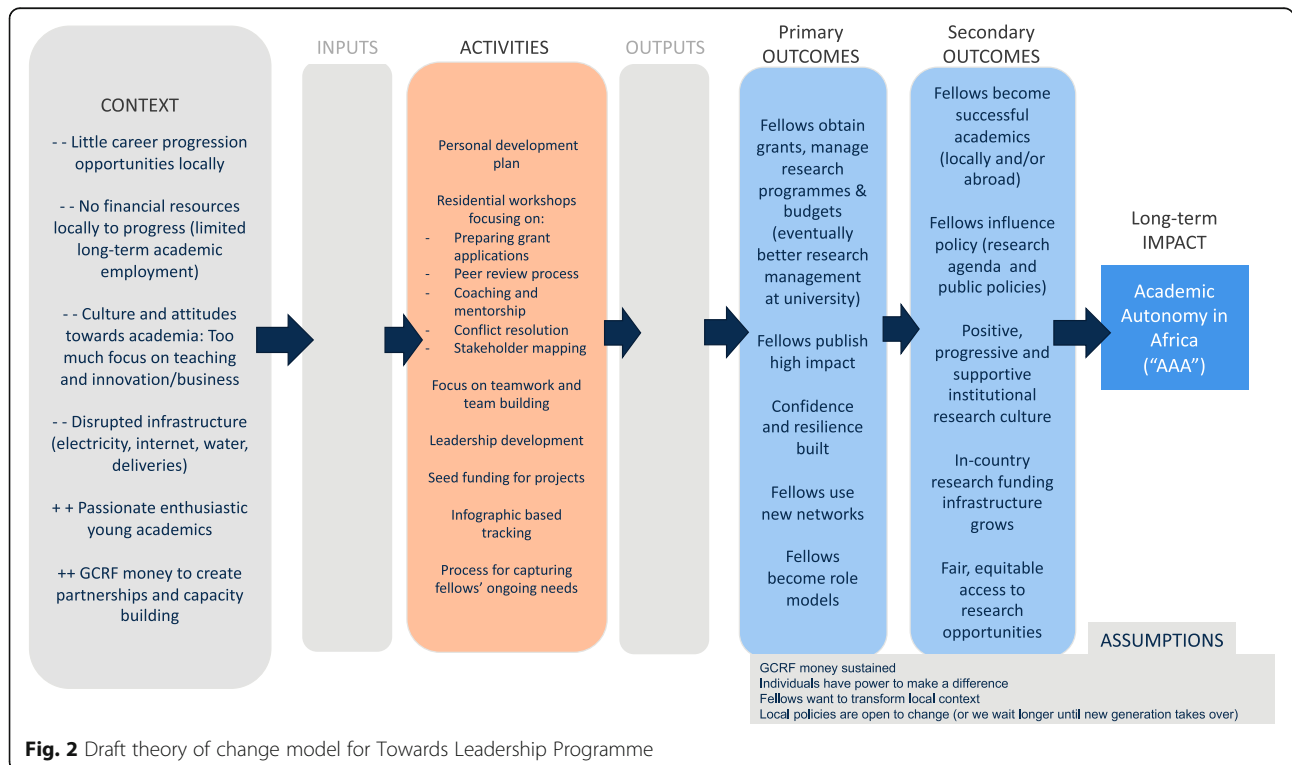 CONTEXT
- - Little career progression
opportunities locally
- - No financial resources
locally to progress (limited
long-term academic
employment)
- - Culture and attitudes
towards academia: Too
much focus on teaching
and innovation/business
- - Disrupted infrastructure
(electricity, internet, water,
deliveries)
+ + Passionate enthusiastic
young academics
++ GCRF money to create
partnerships and capacity
building
INPUTS
ACTIVITIES
Personal development
plan
Residential workshops
focusing on:
- Preparing grant
applications
- Peer review process
- Coaching and
mentorship
- Conflict resolution
- Stakeholder mapping
Focus on teamwork and
team building
Leadership development
Seed funding for projects
Infographic based
tracking
Process for capturing
fellows’ ongoing needs
OUTPUTS
Primary
OUTCOMES
Fellows obtain
grants, manage
research
programmes &
budgets
(eventually
better research
management
at university)
Fellows publish
high impact
Confidence
and resilience
built
Fellows use
new networks
Fellows
become role
models
Secondary
OUTCOMES
Fellows become
successful
academics
(locally and/or
abroad)
Fellows influence
policy (research
agenda and
public policies)
Positive,
progressive and
supportive
institutional
research culture
In-country
research funding
infrastructure
grows
Fair, equitable
access to
research
opportunities
Long-term
IMPACT
Academic
Autonomy in
Africa
(“AAA”)
ASSUMPTIONS
GCRF money sustained
Individuals have power to make a difference
Fellows want to transform local context
Local policies are open to change (or we wait longer until new generation takes over)
Fig. 2 Draft theory of change model for Towards Leadership Programme